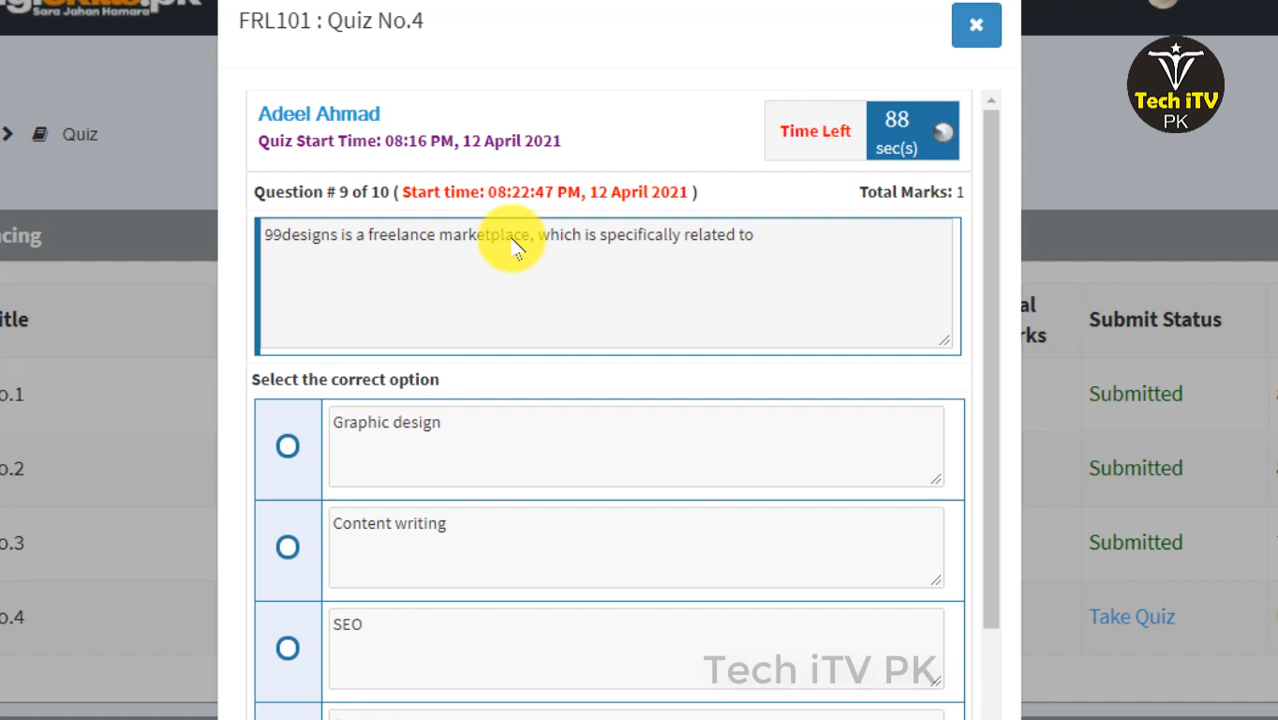 Sara Jahan Hamara
FRL101 : Quiz No.4
Tech iTV
PK
Quiz
Adeel Ahmad
Quiz Start Time: 08:16 PM, 12 April 2021
Time Left
88
sec(s)
Question # 9 of 10 ( Start time: 08:22:47 PM, 12 April 2021 )
Total Marks: 1
99designs is a freelance marketplace, which is specifically related to
Select the correct option
Graphic design
Content writing
SEO
Submit Status
o.1
Submitted
o.2
Submitted
o.3
Submitted
o.4
Take Quiz
Tech iTV PK